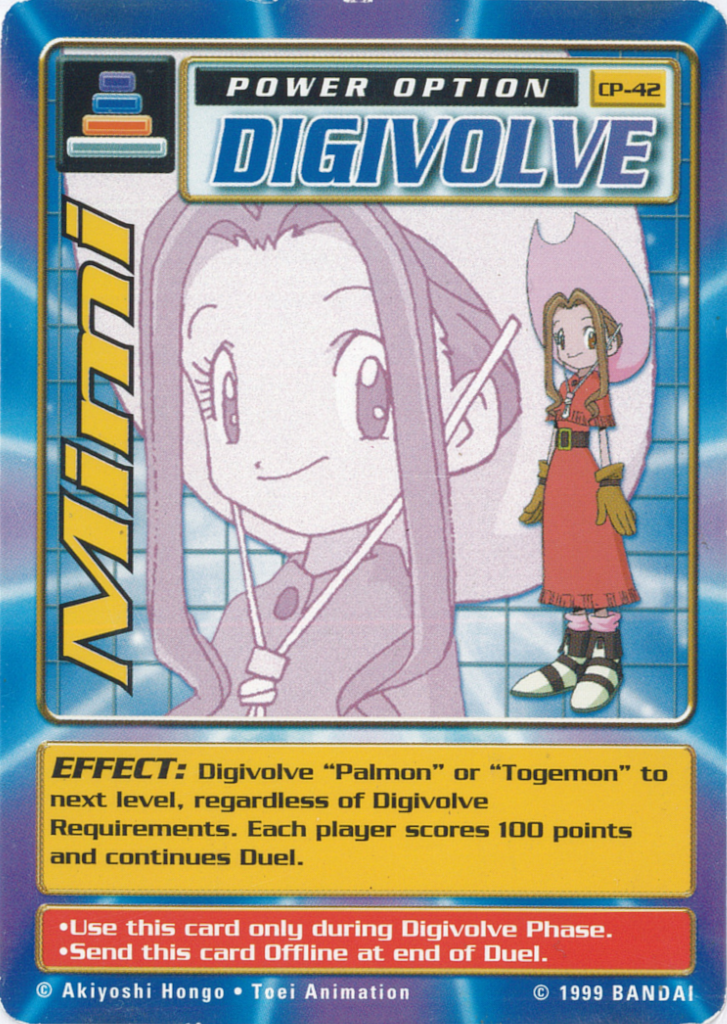 POWER OPTION
CP-42
DIGIVOLVE
Mimi
EFFECT: Digivolve “Palmon” or “Togemon” to
next level, regardless of Digivolve
Requirements. Each player scores 100 points
and continues Duel.
•Use this card only during Digivolve Phase.
•Send this card Offline at end of Duel.
© Akiyoshi Hongo • Toei Animation
© 1999 BANDAI